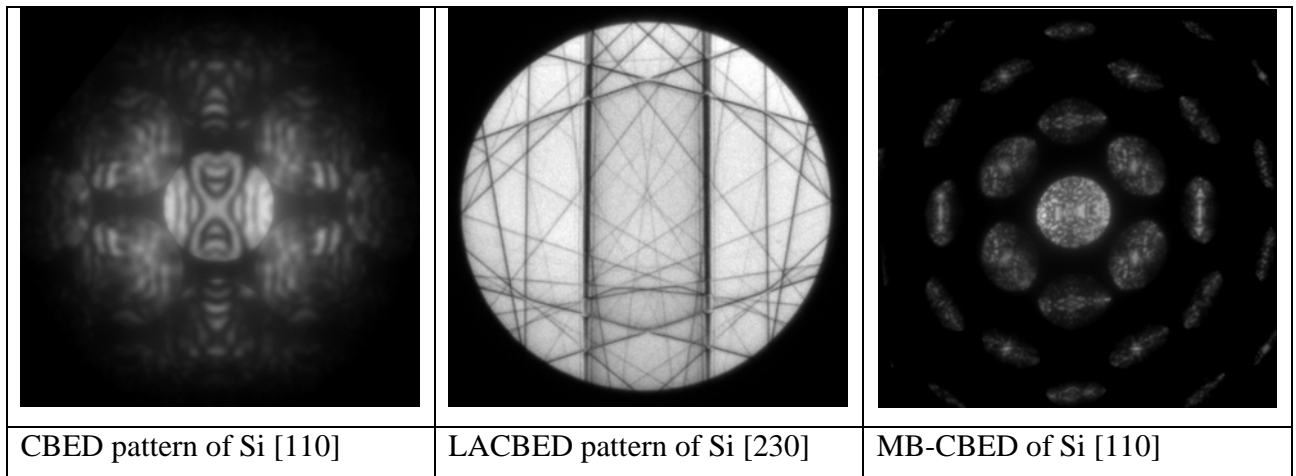 CBED pattern of Si [110]
LACBED pattern of Si [230]
MB-CBED of Si [110]